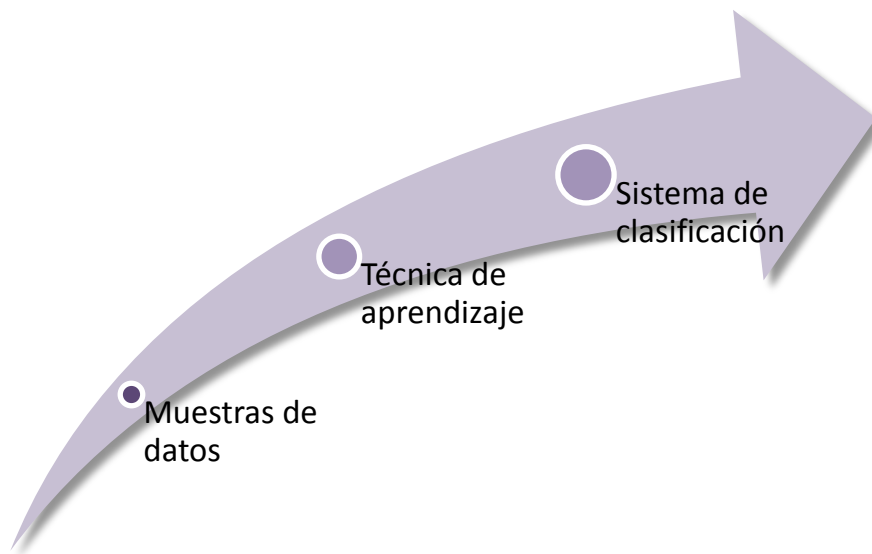 Sistema de
clasificación
Técnica de
aprendizaje
Muestras de
datos